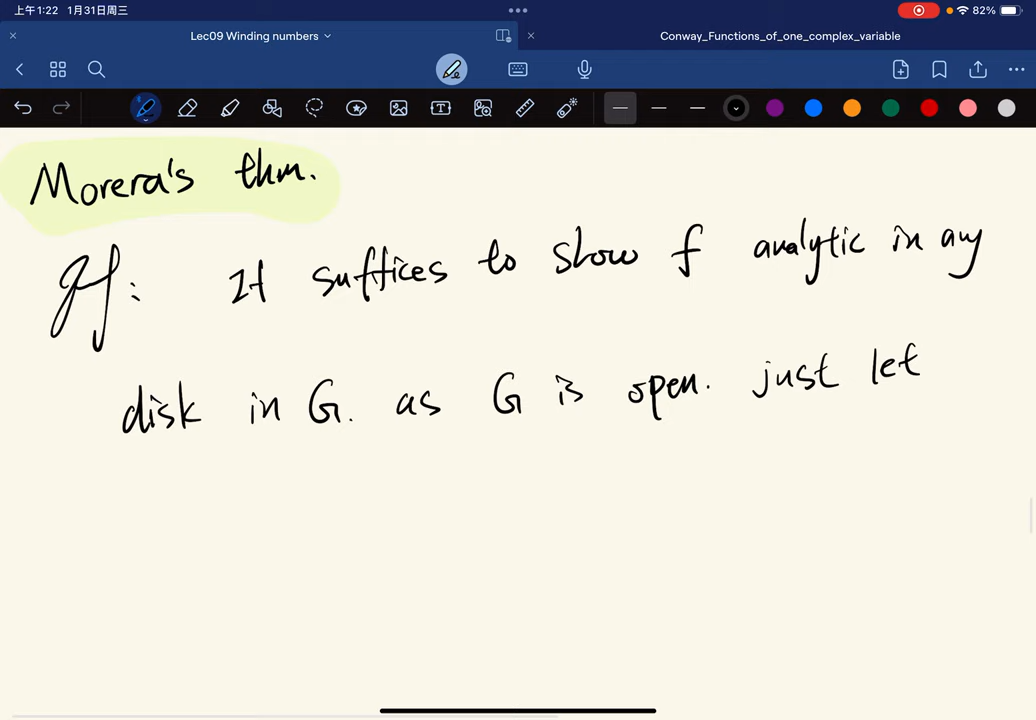 上午1:22 1月31日周三
82%
Lec09 Winding numbers
Conway_Functions_of_one_complex_variable
Morera's thm.
pf: It suffices to show f analytic in any
disk in G. as G is open. just let